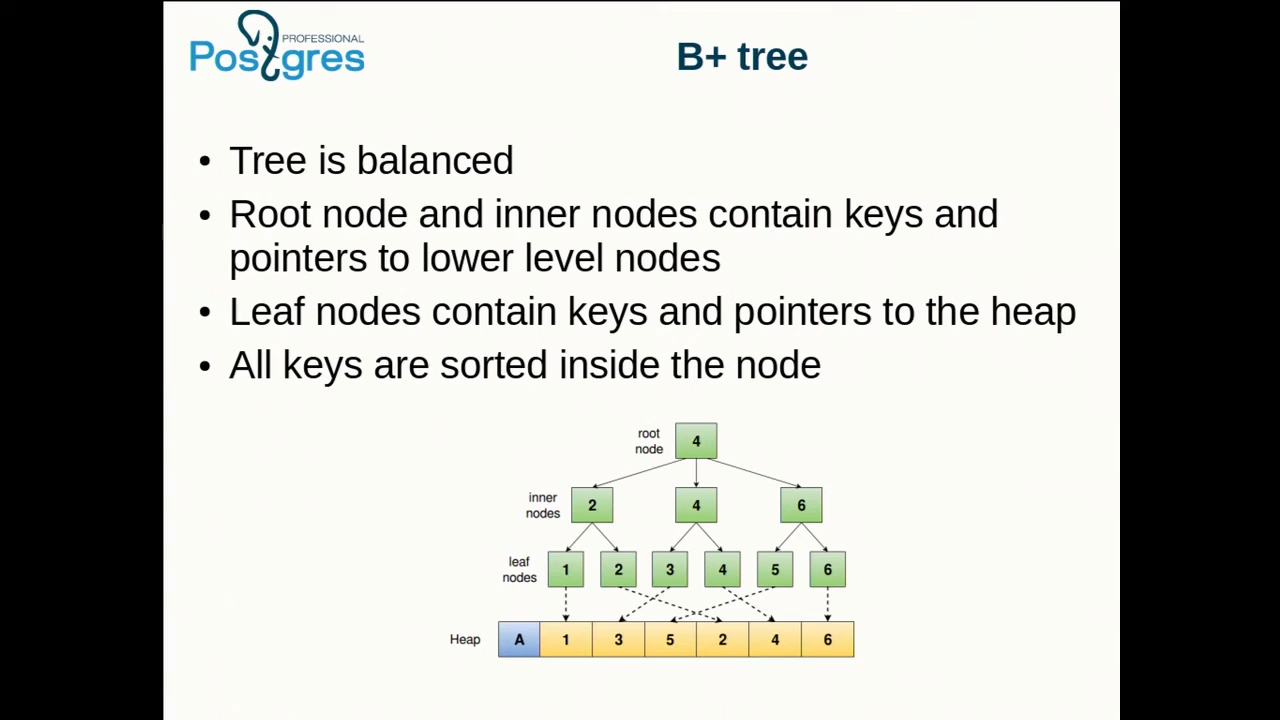 PROFESSIONAL
Postgres
B+ tree
• Tree is balanced
• Root node and inner nodes contain keys and
pointers to lower level nodes
• Leaf nodes contain keys and pointers to the heap
• All keys are sorted inside the node
root
node
4
inner
nodes
2 4 6
leaf
nodes
1 2 3 4 5 6
Heap A 1 3 5 2 4 6